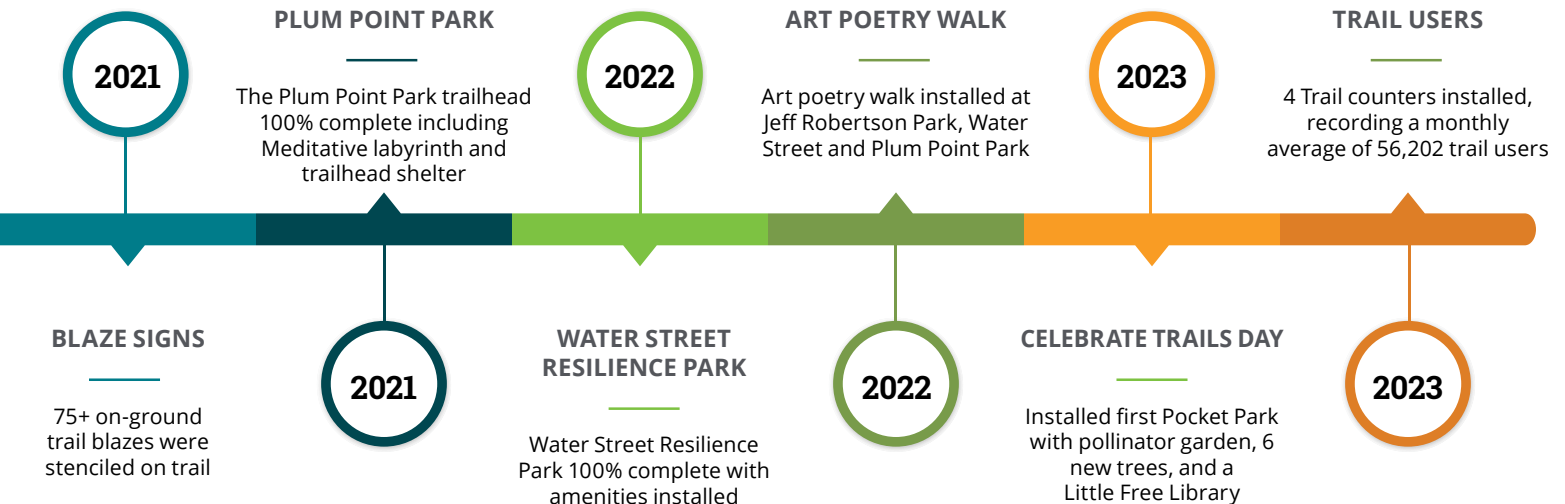 2021
BLAZE SIGNS
75+ on-ground
trail blazes were
stenciled on trail
PLUM POINT PARK
The Plum Point Park trailhead
100% complete including
Meditative labyrinth and
trailhead shelter
2021
2022
WATER STREET
RESILIENCE PARK
Water Street Resilience
Park 100% complete with
amenities installed
ART POETRY WALK
Art poetry walk installed at
Jeff Robertson Park, Water
Street and Plum Point Park
2022
2023
CELEBRATE TRAILS DAY
Installed first Pocket Park
with pollinator garden, 6
new trees, and a
Little Free Library
TRAIL USERS
4 Trail counters installed,
recording a monthly
average of 56,202 trail users
2023